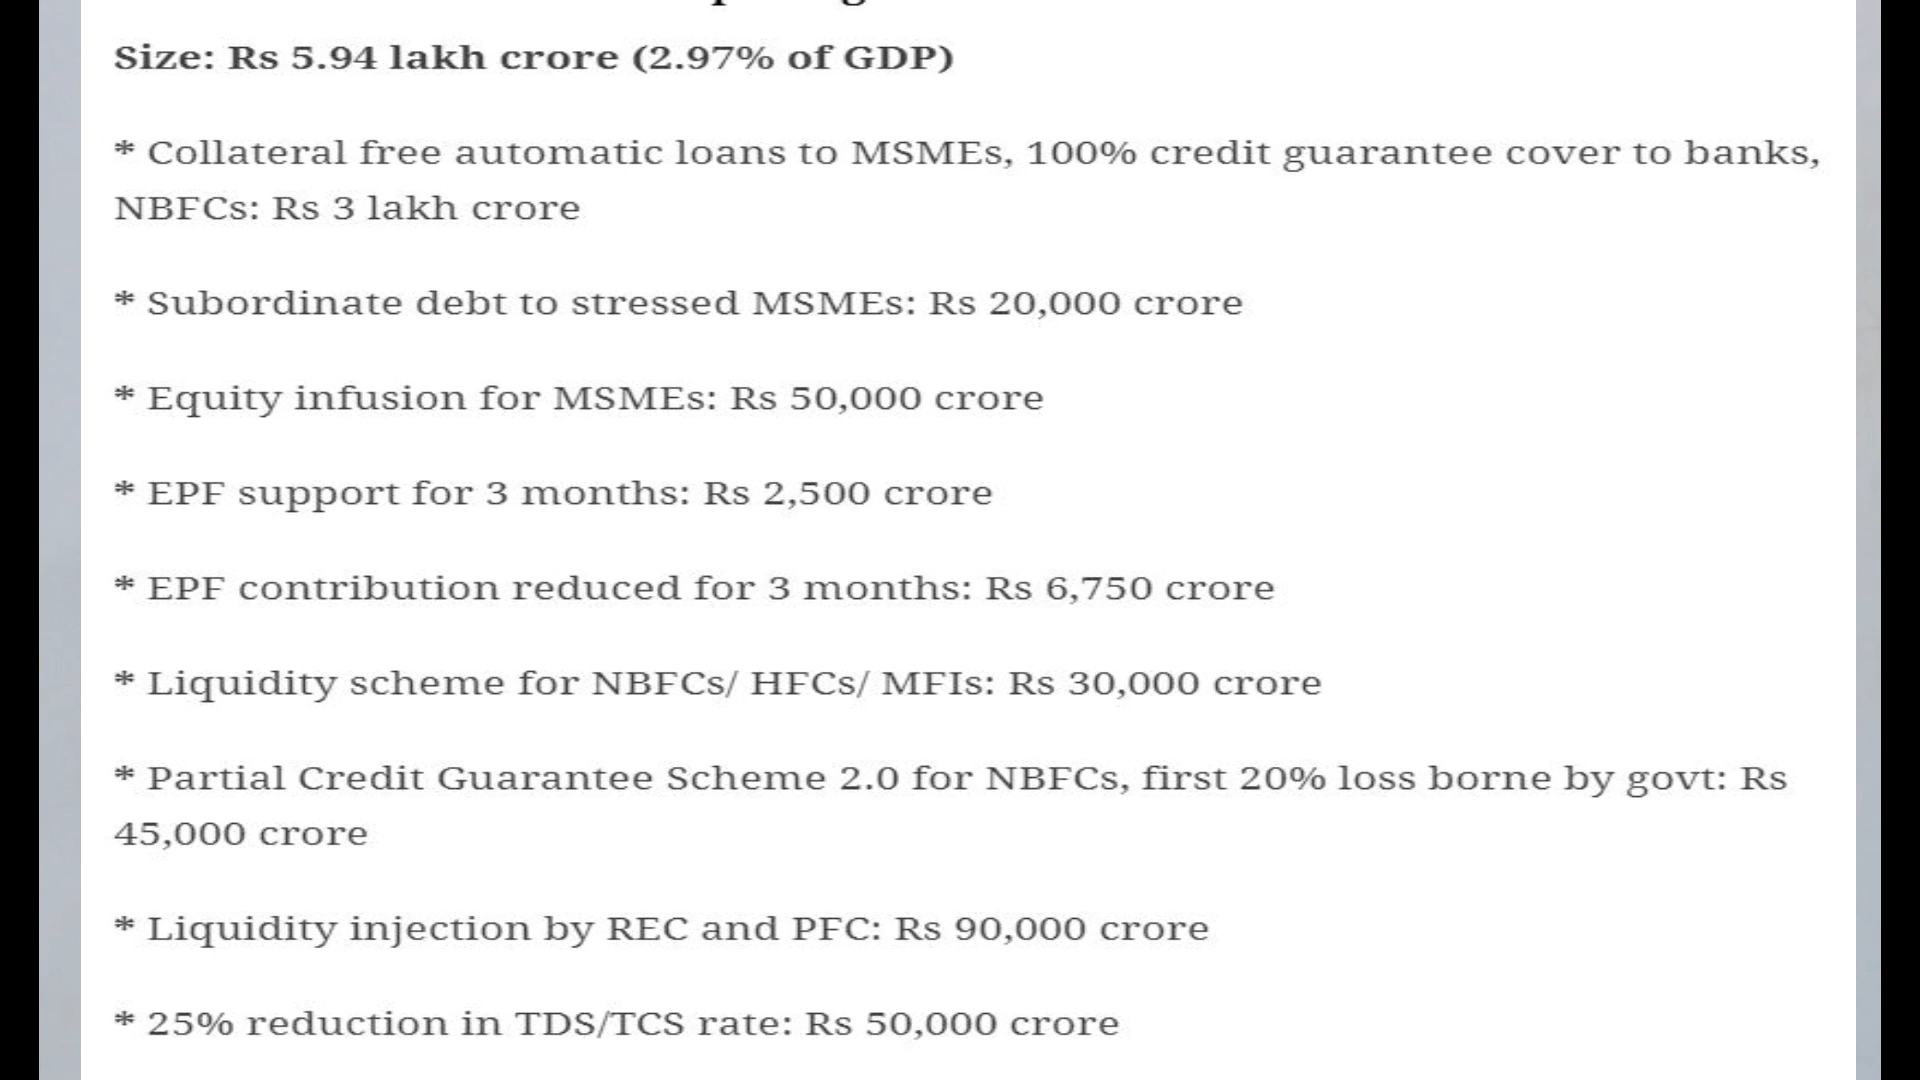 Size: Rs 5.94 lakh crore (2.97% of GDP)
* Collateral free automatic loans to MSMEs, 100% credit guarantee cover to banks,
NBFCs: Rs 3 lakh crore
* Subordinate debt to stressed MSMEs: Rs 20,000 crore
* Equity infusion for MSMEs: Rs 50,000 crore
* EPF support for 3 months: Rs 2,500 crore
* EPF contribution reduced for 3 months: Rs 6,750 crore
* Liquidity scheme for NBFCs/ HFCs/ MFIs: Rs 30,000 crore
* Partial Credit Guarantee Scheme 2.0 for NBFCs, first 20% loss borne by govt: Rs
45,000 crore
* Liquidity injection by REC and PFC: Rs 90,000 crore
* 25% reduction in TDS/TCS rate: Rs 50,000 crore